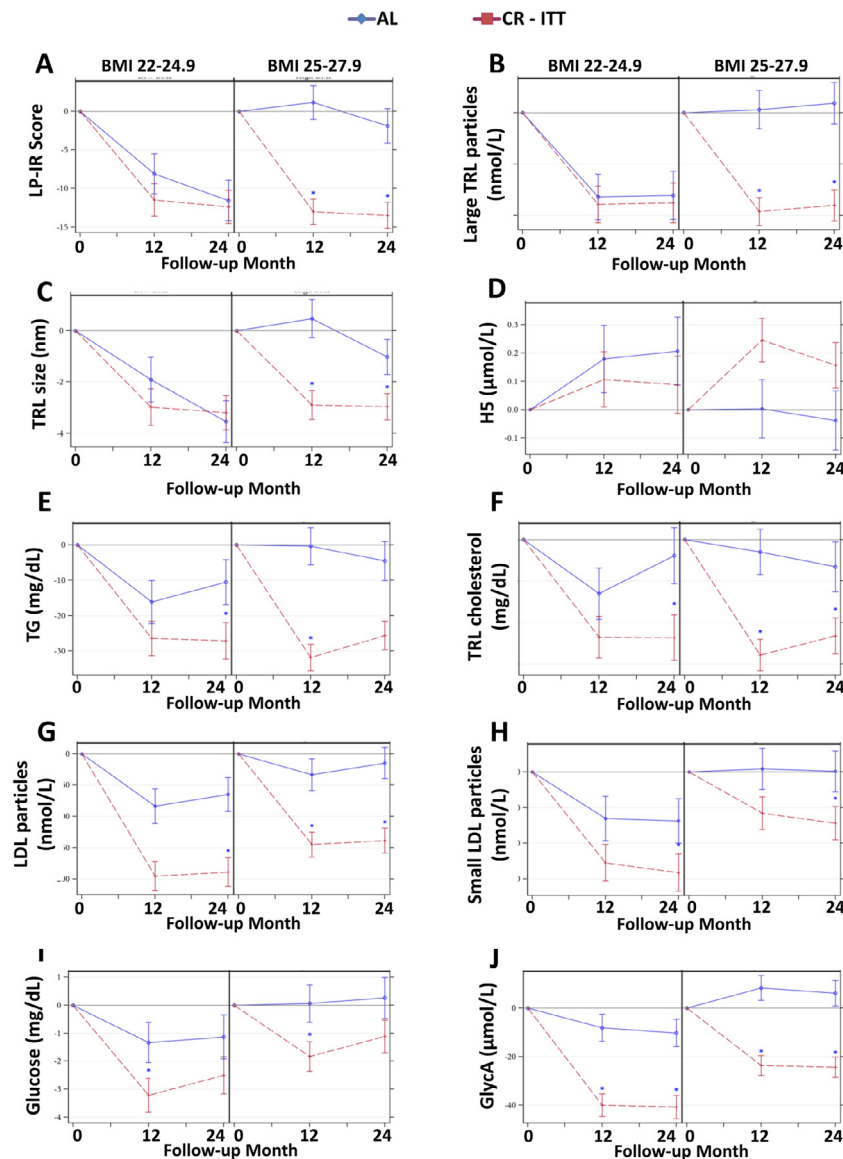 AL CR - ITT
A BMI 22-24.9 BMI 25-27.9
LP-IR Score
0
-5
-10
-15
0 12 24 0 12 24
Follow-up Month
B BMI 22-24.9 BMI 25-27.9
Large TRL particles
(nmol/L)
0 12 24 0 12 24
Follow-up Month
C
TRL size (nm)
0
-2
-4
0 12 24 0 12 24
Follow-up Month
D
H5 (µmol/L)
0.3
0.2
0.1
0.0
-0.1
0 12 24 0 12 24
Follow-up Month
E
TG (mg/dL)
0
-10
-20
-30
0 12 24 0 12 24
Follow-up Month
F
TRL cholesterol
(mg/dL)
0 12 24 0 12 24
Follow-up Month
G
LDL particles
(nmol/L)
0
0 12 24 0 12 24
Follow-up Month
H
Small LDL particles
(nmol/L)
0 12 24 0 12 24
Follow-up Month
I
Glucose (mg/dL)
1
0
-1
-2
-3
-4
0 12 24 0 12 24
Follow-up Month
J
GlycA (µmol/L)
0
-20
-40
0 12 24 0 12 24
Follow-up Month